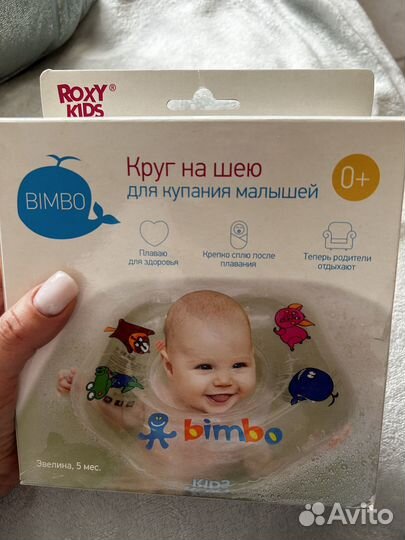 ROXY®
KIDS
BIMBO
Круг на шею
для купания малышей
0+
Плаваю
для здоровья
Крепко сплю после
плавания
Теперь родители
отдыхают
bimbo
Эвелина, 5 мес.
KIDS
Avito